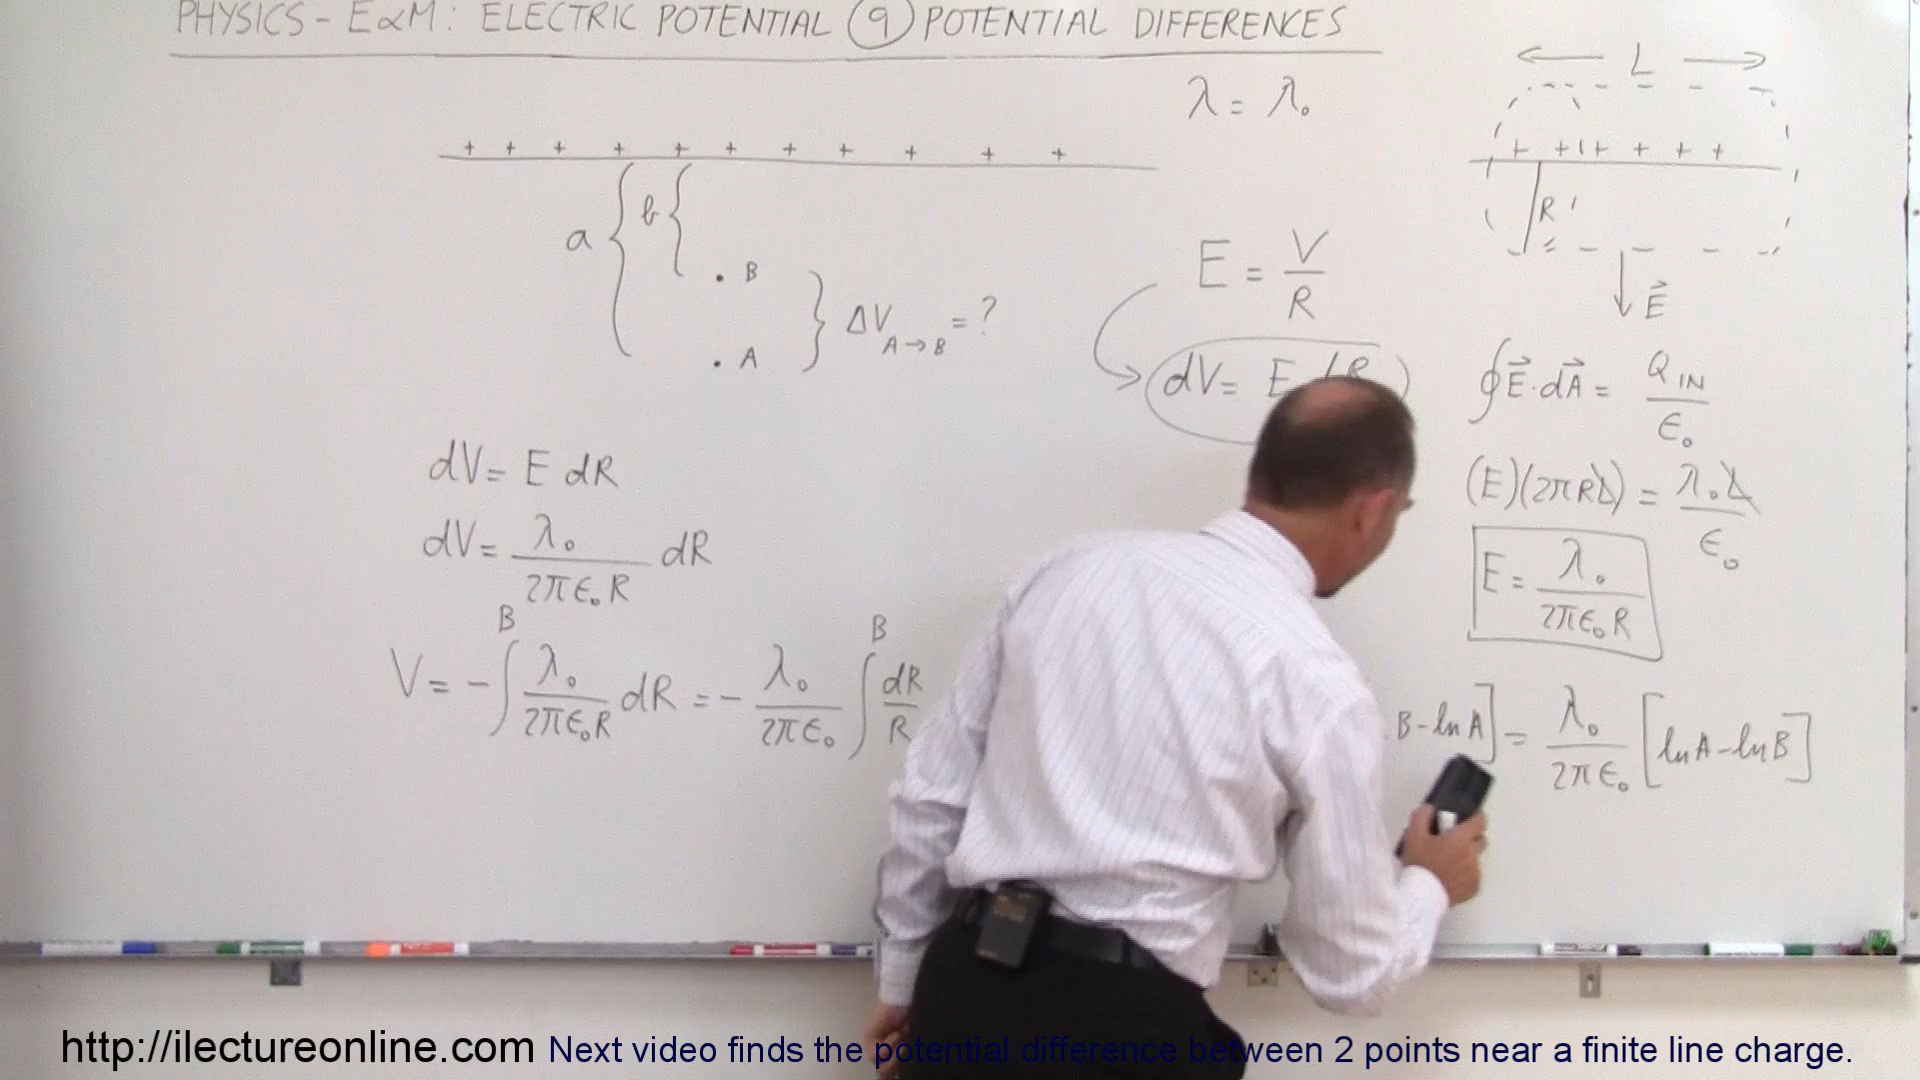 PHYSICS - E&M: ELECTRIC POTENTIAL (9) POTENTIAL DIFFERENCES
λ = λ₀
L
+ + + + + + + + + + +
+ + + + + +
a { b {
R
. B
. A
} ΔV A→B = ?
E = V/R
dV = E dR
E⃗
∮E⃗·dA⃗ = Q IN / ε₀
(E)(2πRL) = λ₀L / ε₀
E = λ₀ / 2πε₀R
dV = E dR
dV = λ₀ / 2πε₀R dR
V = -∫ B λ₀ / 2πε₀R dR = - λ₀ / 2πε₀ ∫ B dR / R
B - ln A] = λ₀ / 2πε₀ [ln A - ln B]
http://ilectureonline.com Next video finds the potential difference between 2 points near a finite line charge.